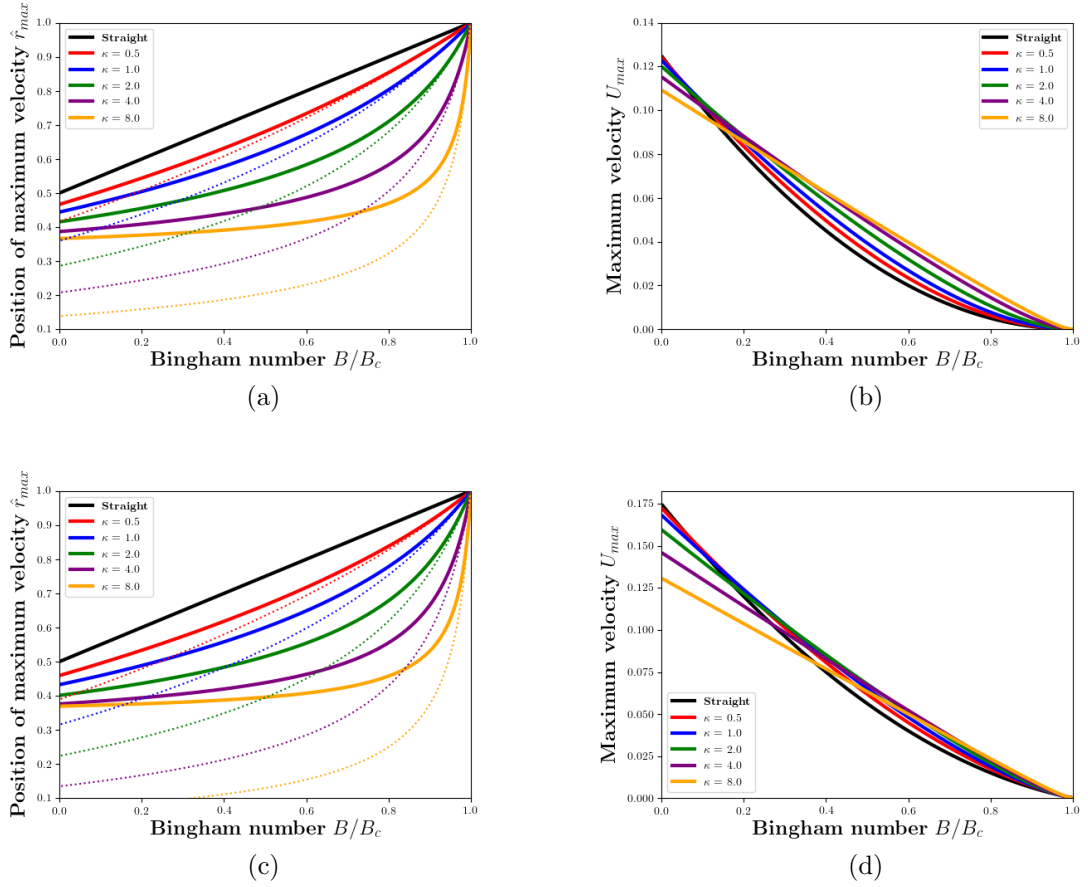 Position of maximum velocity r̂_max
1.0
0.9
0.8
0.7
0.6
0.5
0.4
0.3
0.2
0.1
Straight
κ = 0.5
κ = 1.0
κ = 2.0
κ = 4.0
κ = 8.0
0.0 0.2 0.4 0.6 0.8 1.0
Bingham number B/B_c
(a)
Maximum velocity U_max
0.14
0.12
0.10
0.08
0.06
0.04
0.02
0.00
Straight
κ = 0.5
κ = 1.0
κ = 2.0
κ = 4.0
κ = 8.0
0.0 0.2 0.4 0.6 0.8 1.0
Bingham number B/B_c
(b)
Position of maximum velocity r̂_max
1.0
0.9
0.8
0.7
0.6
0.5
0.4
0.3
0.2
0.1
Straight
κ = 0.5
κ = 1.0
κ = 2.0
κ = 4.0
κ = 8.0
0.0 0.2 0.4 0.6 0.8 1.0
Bingham number B/B_c
(c)
Maximum velocity U_max
0.175
0.150
0.125
0.100
0.075
0.050
0.025
0.000
Straight
κ = 0.5
κ = 1.0
κ = 2.0
κ = 4.0
κ = 8.0
0.0 0.2 0.4 0.6 0.8 1.0
Bingham number B/B_c
(d)